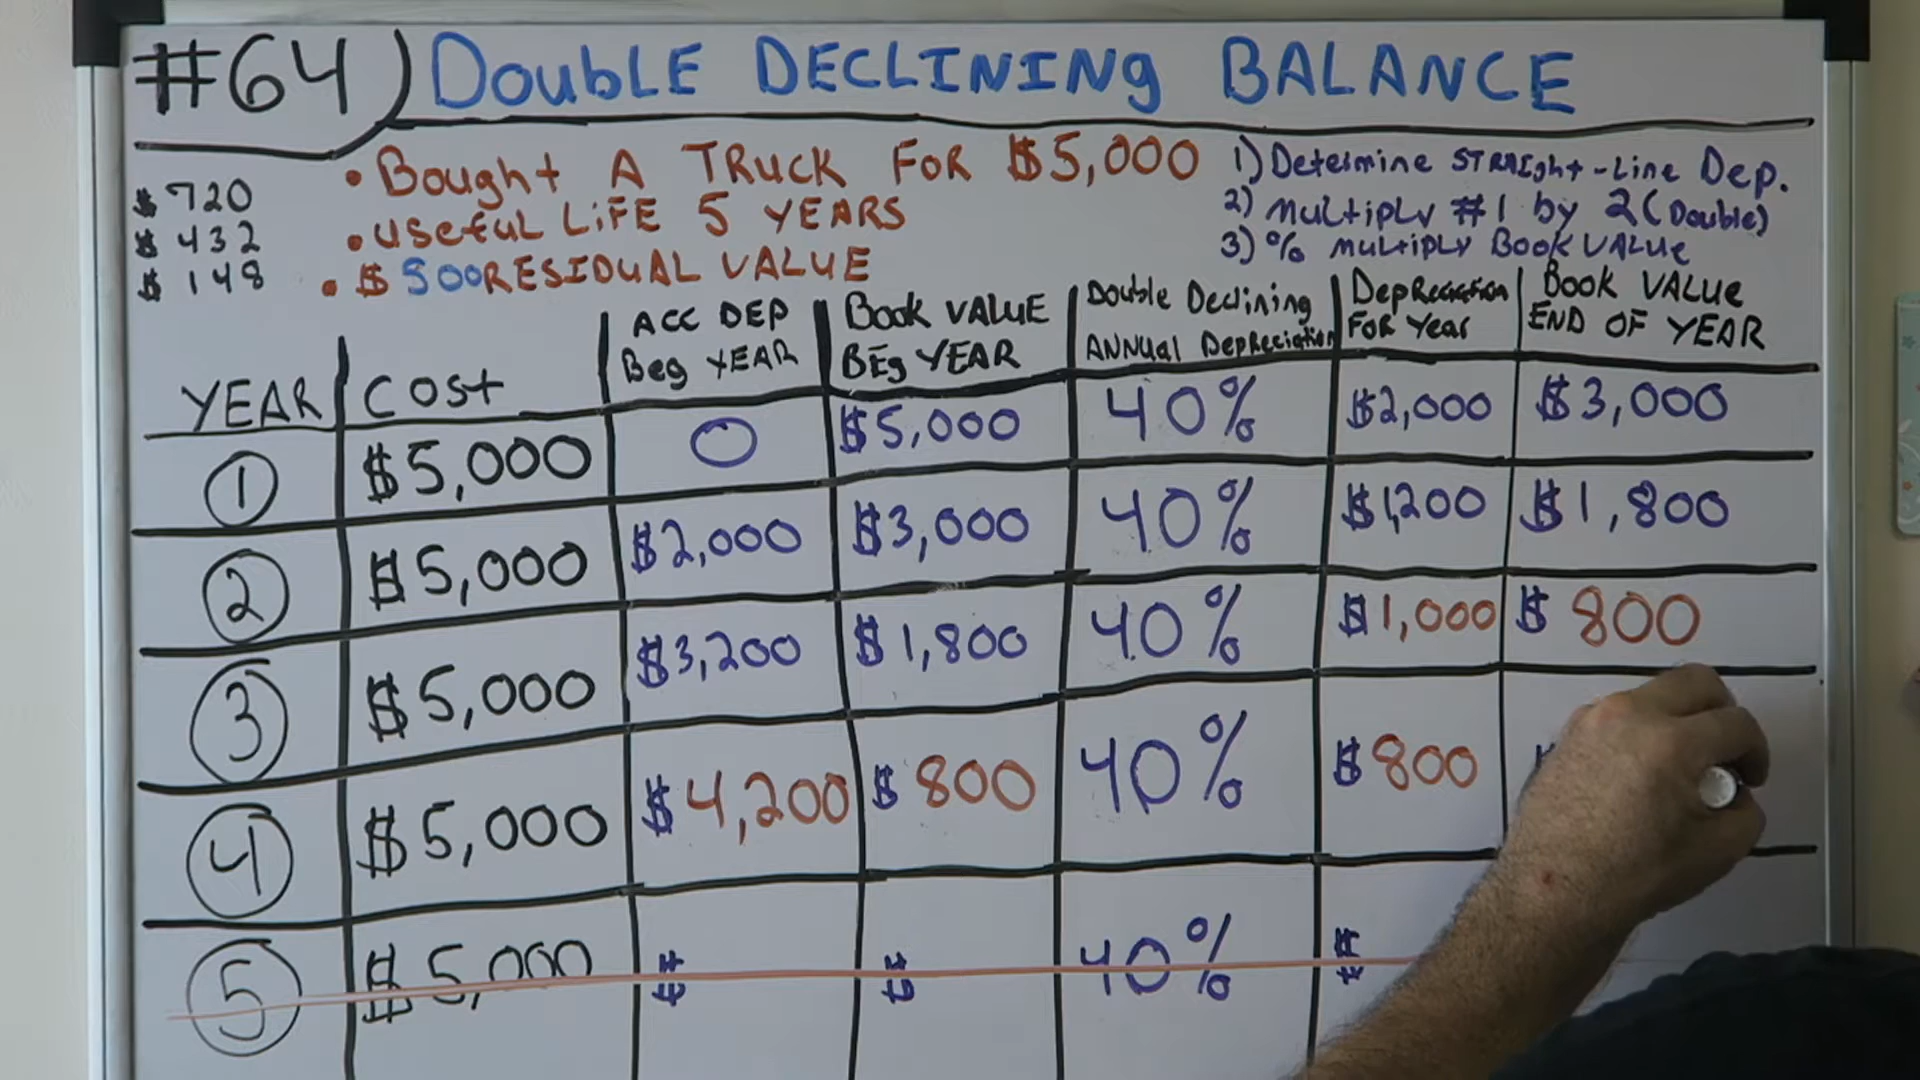 #64) DoubLE DECLINING BALANCE
• Bought A TRuCK FoR $5,000
• useful LiFE 5 YEARS
• $ 500 RESIDUAL VALUE
$ 720
$ 432
$ 148
1) Determine STRAIght-Line Dep.
2) Multiply #1 by 2 (Double)
3) % Multiply Book VALUE
YEAR Cost ACC DEP Beg YEAR Book VALUE BEg YEAR Double Declining ANNUAL Depreciation Depreciation FoR Year Book VALUE END OF YEAR
1 $5,000 0 $5,000 40% $2,000 $3,000
2 $5,000 $2,000 $3,000 40% $1,200 $1,800
3 $5,000 $3,200 $1,800 40% $1,000 $ 800
4 $5,000 $4,200 $ 800 40% $800
5 $5,000 $ $ 40% $